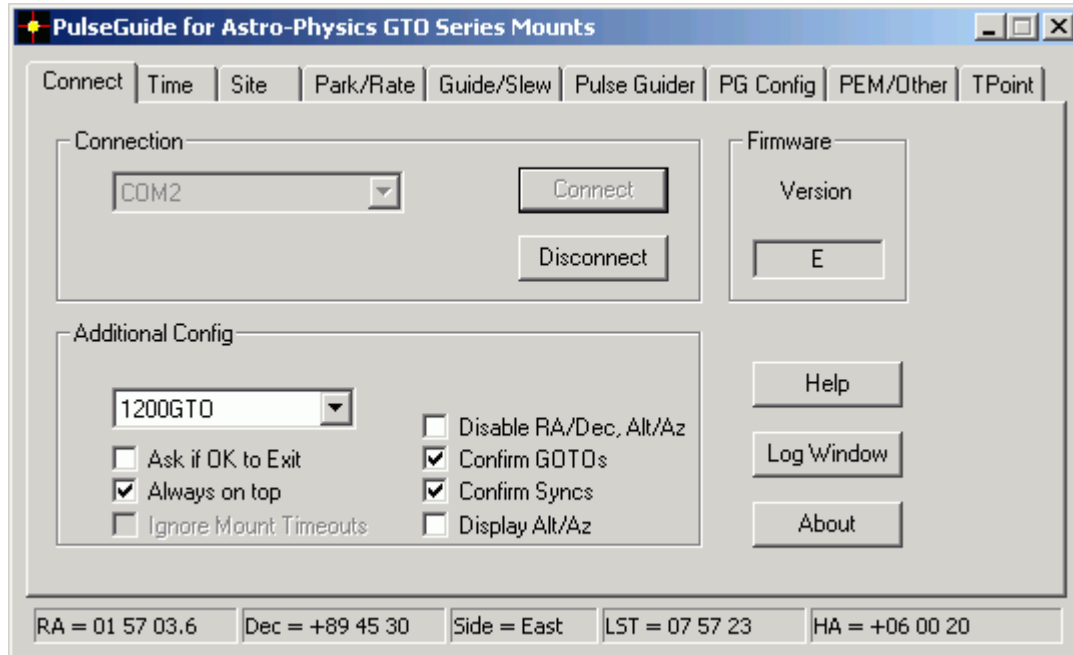 PulseGuide for Astro-Physics GTO Series Mounts
Connect Time Site Park/Rate Guide/Slew Pulse Guider PG Config PEM/Other TPoint
Connection
COM2
Connect
Disconnect
Firmware
Version
E
Additional Config
1200GTO
Ask if OK to Exit
Always on top
Ignore Mount Timeouts
Disable RA/Dec, Alt/Az
Confirm GOTOs
Confirm Syncs
Display Alt/Az
Help
Log Window
About
RA = 01 57 03.6 Dec = +89 45 30 Side = East LST = 07 57 23 HA = +06 00 20